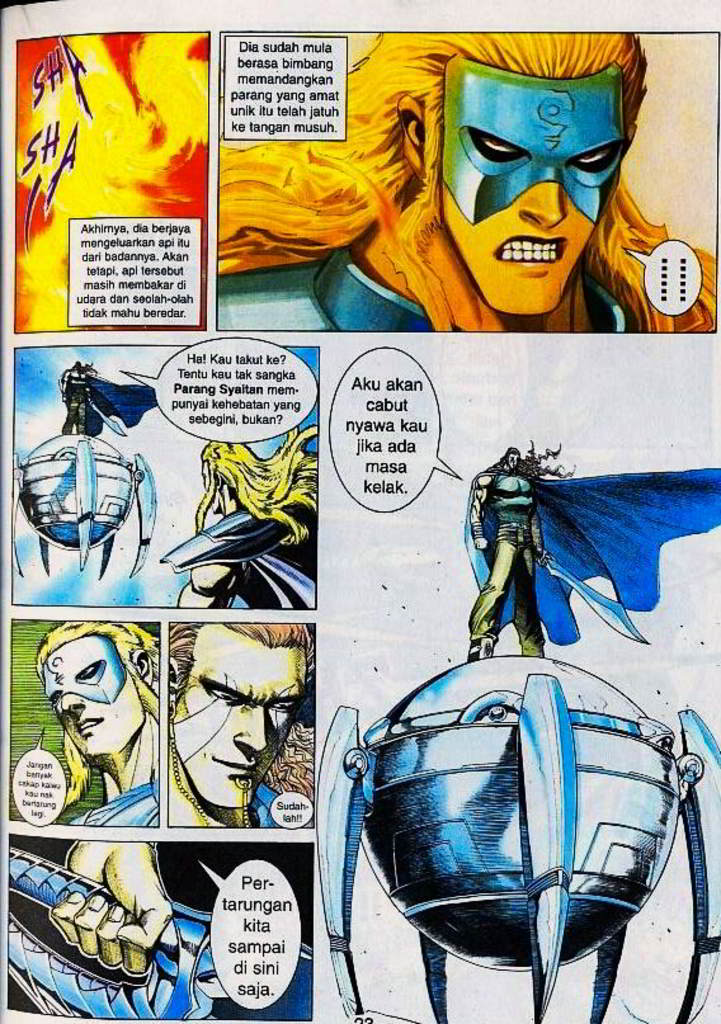 SHA
SHA
Akhirnya, dia berjaya
mengeluarkan api itu
dari badannya. Akan
tetapi, api tersebut
masih membakar di
udara dan seolah-olah
tidak mahu beredar.
Dia sudah mula
berasa bimbang
memandangkan
parang yang amat
unik itu telah jatuh
ke tangan musuh.
Ha! Kau takut ke?
Tentu kau tak sangka
Parang Syaitan mem-
punyai kehebatan yang
sebegini, bukan?
Aku akan
cabut
nyawa kau
jika ada
masa
kelak.
Jangan
banyak
cakap kalau
kau nak
bertarung
lagi.
Sudah-
lah!!
Per-
tarungan
kita
sampai
di sini
saja.
23